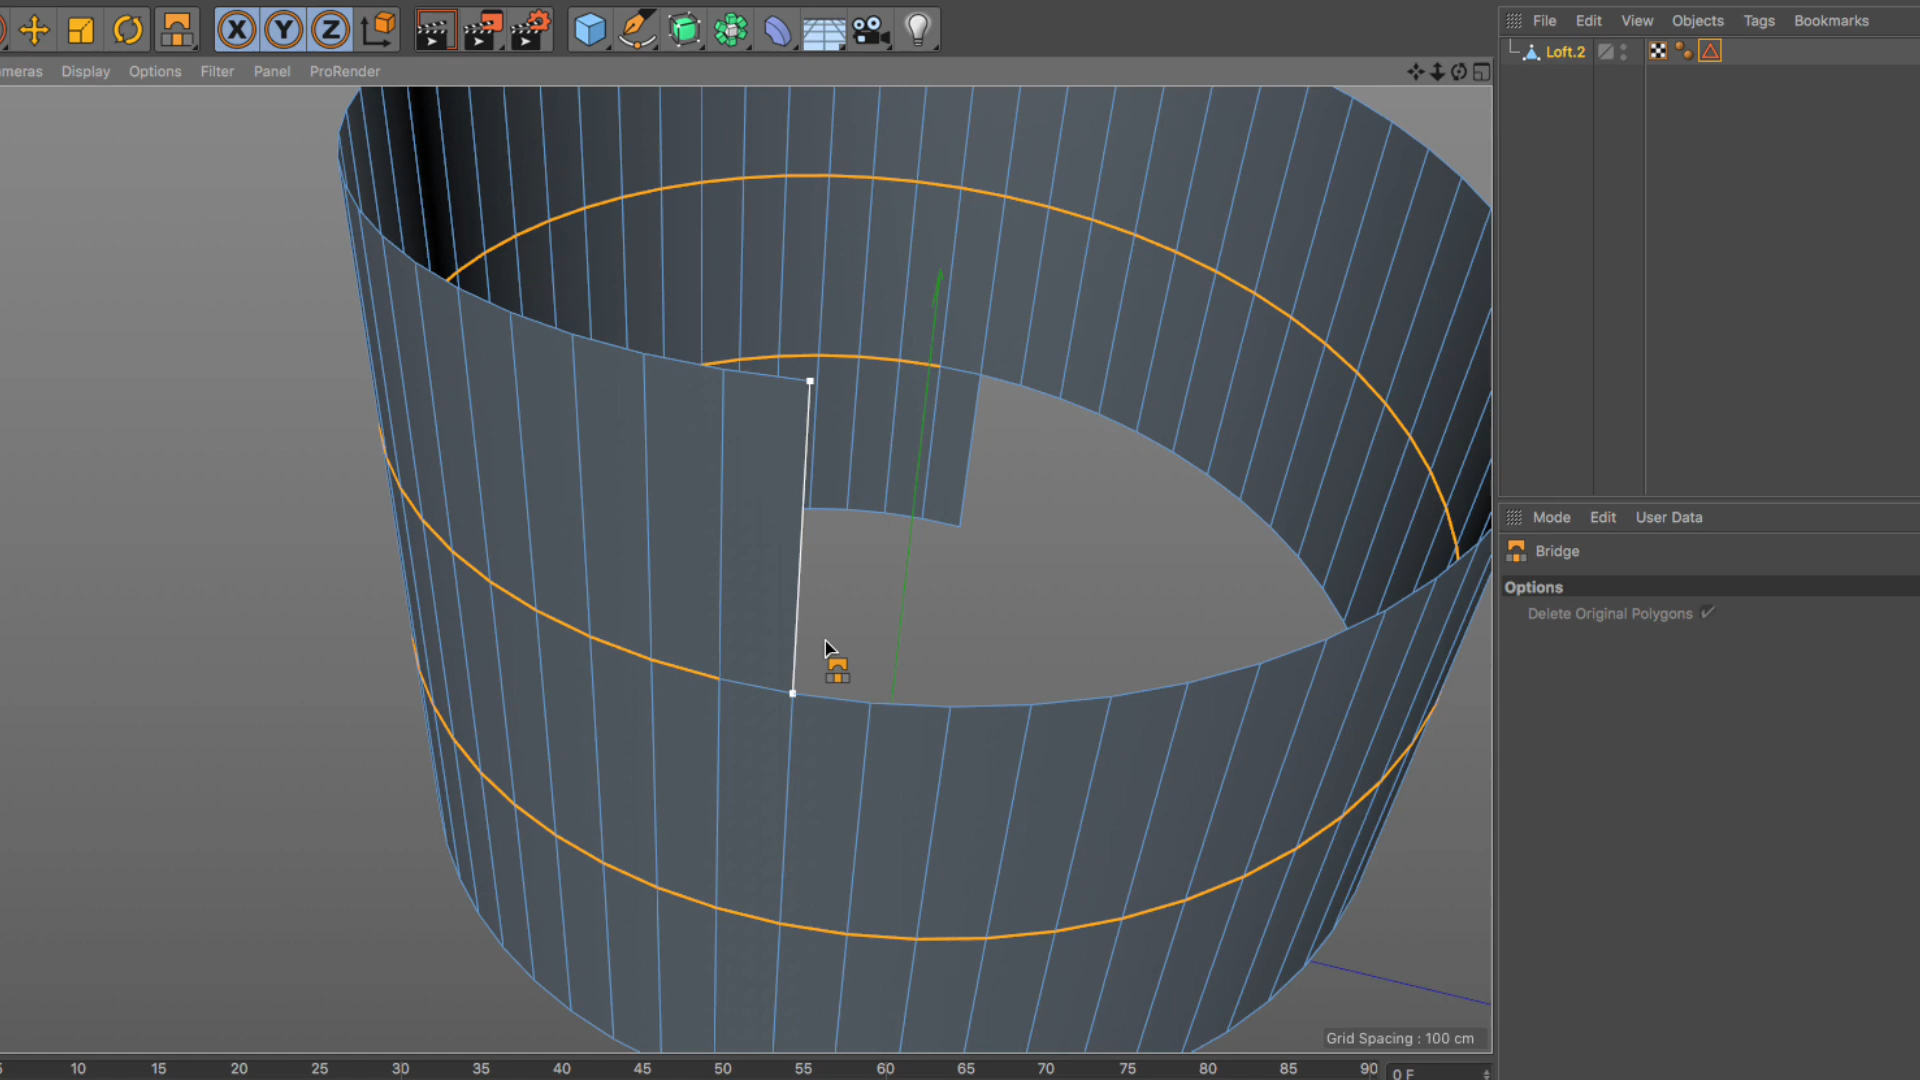 X Y Z
File Edit View Objects Tags Bookmarks
Loft.2
meras Display Options Filter Panel ProRender
Mode Edit User Data
Bridge
Options
Delete Original Polygons
Grid Spacing : 100 cm
10 15 20 25 30 35 40 45 50 55 60 65 70 75 80 85 90 0 F